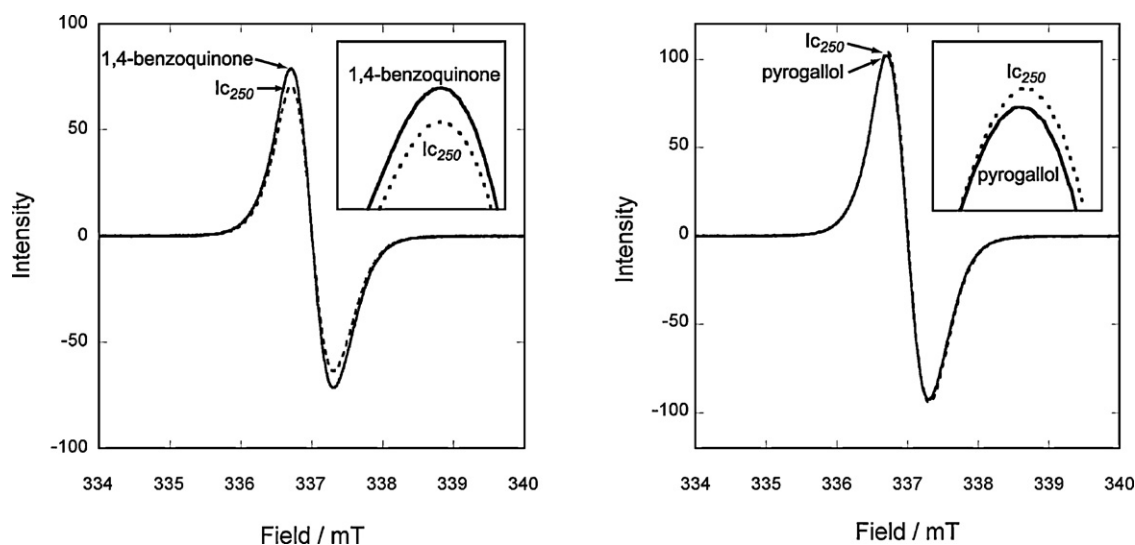 100
1,4-benzoquinone
Ic250
1,4-benzoquinone
Ic250
50
0
-50
-100
Intensity
334 335 336 337 338 339 340
Field / mT
100
Ic250
pyrogallol
Ic250
pyrogallol
50
0
-50
-100
Intensity
334 335 336 337 338 339 340
Field / mT